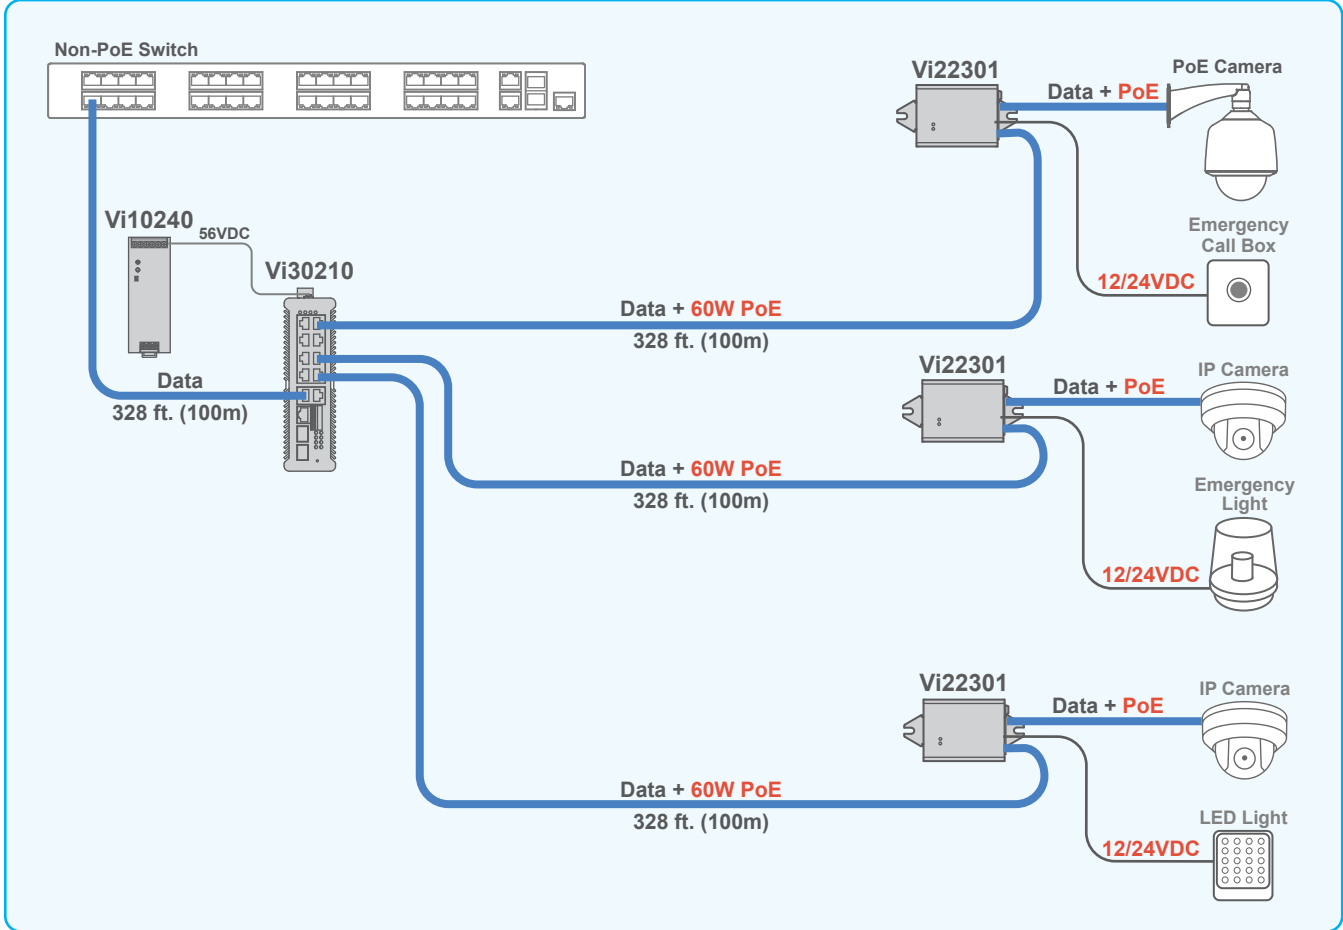 Non-PoE Switch
Vi22301
PoE Camera
Data + PoE
Emergency
Call Box
12/24VDC
Vi10240
56VDC
Vi30210
Data + 60W PoE
328 ft. (100m)
Data
328 ft. (100m)
Vi22301
IP Camera
Data + PoE
Data + 60W PoE
328 ft. (100m)
Emergency
Light
12/24VDC
Vi22301
IP Camera
Data + PoE
Data + 60W PoE
328 ft. (100m)
LED Light
12/24VDC